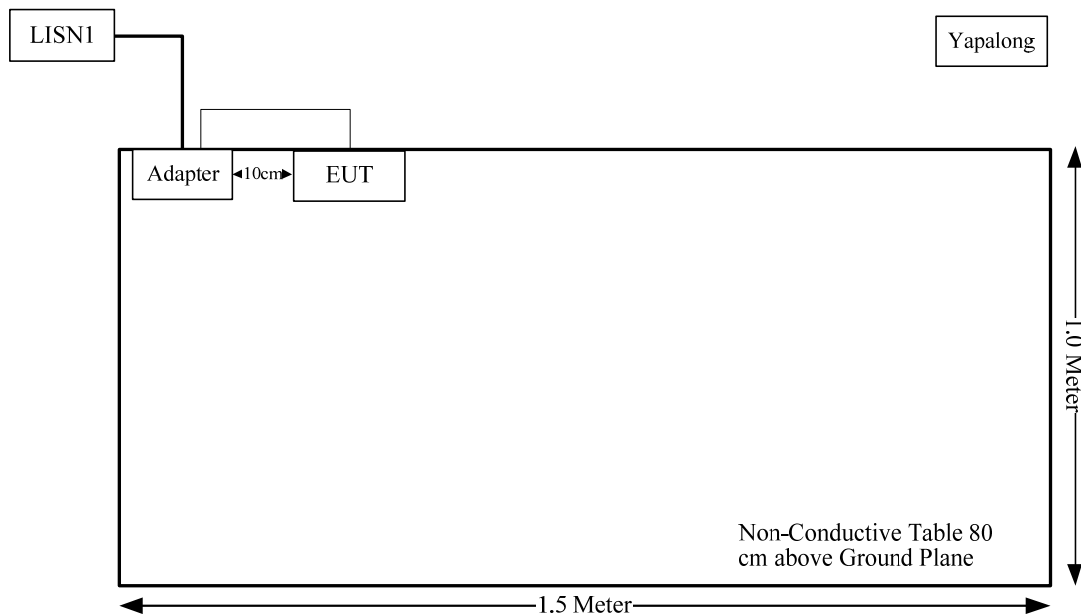 LISN1
Yapalong
Adapter
10cm
EUT
1.0 Meter
Non-Conductive Table 80
cm above Ground Plane
1.5 Meter